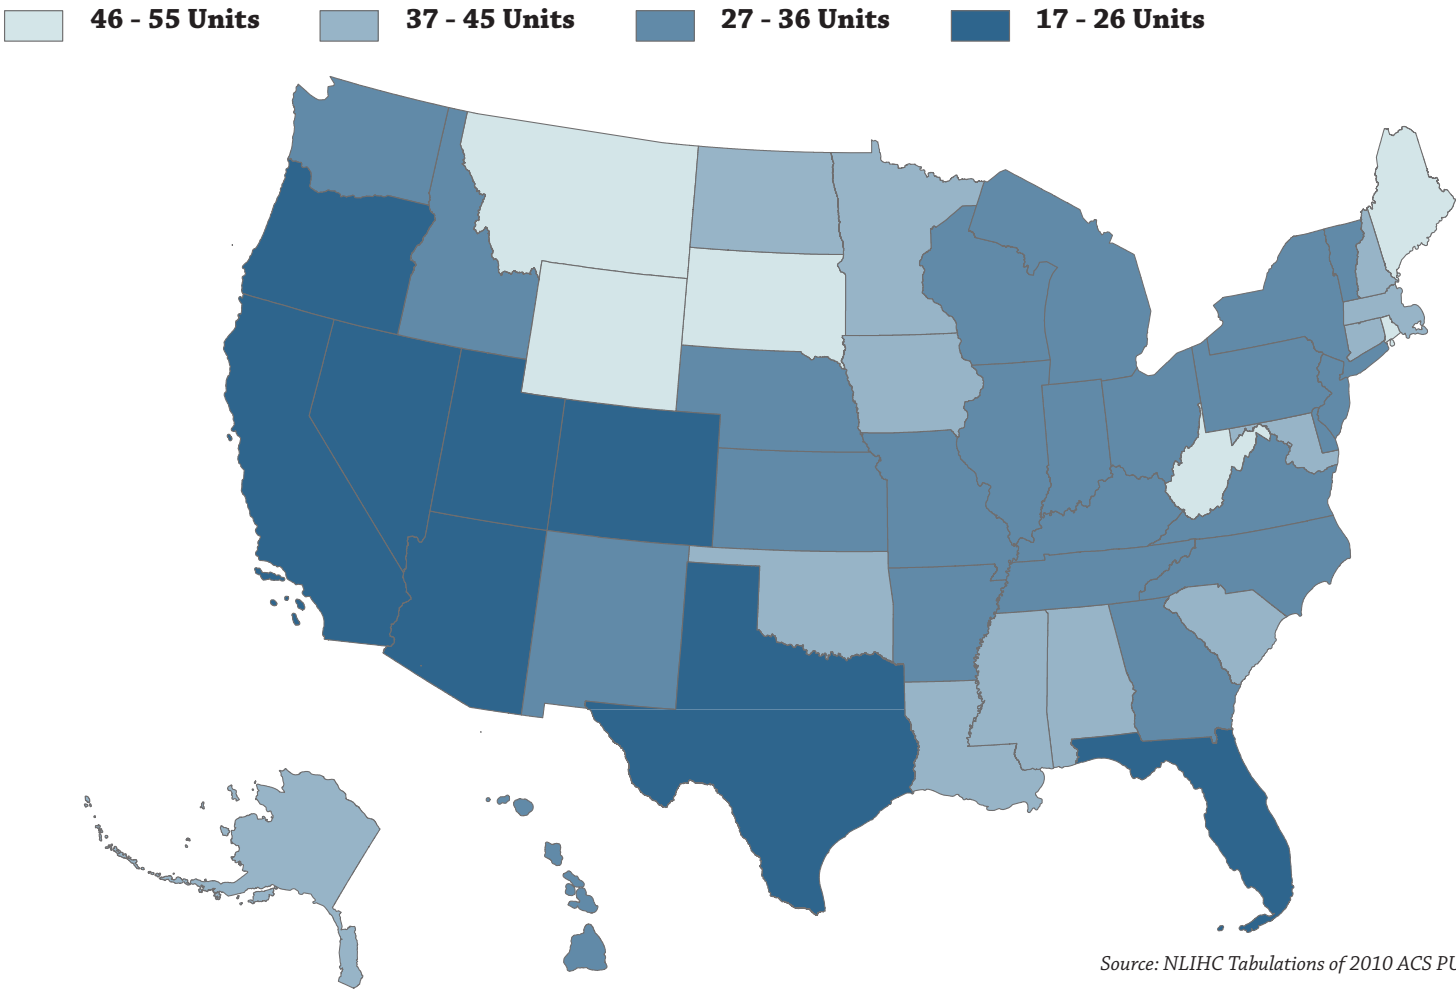 46 - 55 Units
37 - 45 Units
27 - 36 Units
17 - 26 Units
Source: NLIHC Tabulations of 2010 ACS PU